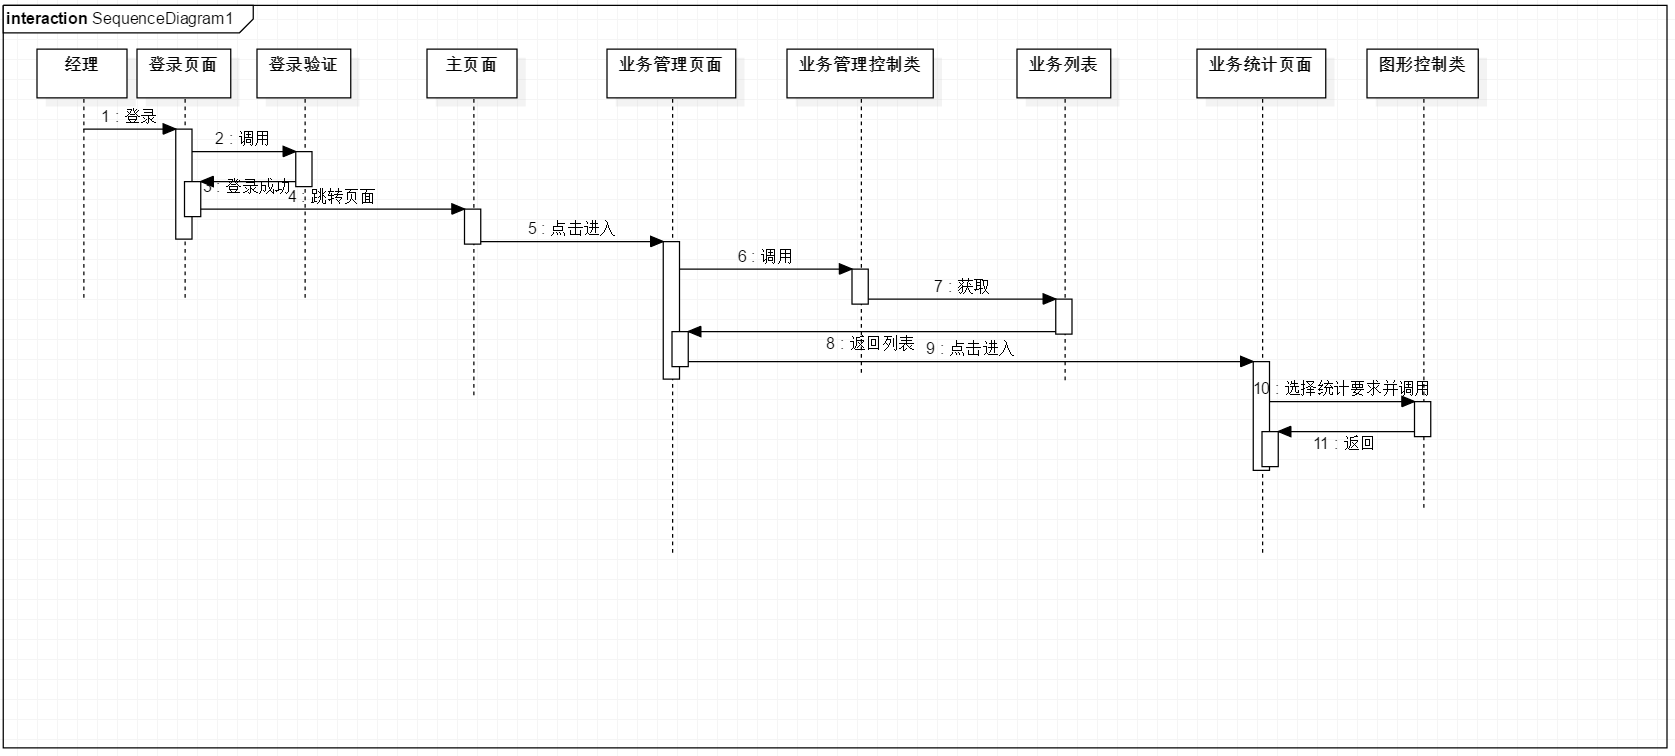 interaction SequenceDiagram1
经理
登录页面
登录验证
主页面
业务管理页面
业务管理控制类
业务列表
业务统计页面
图形控制类
1 : 登录
2 : 调用
3 : 登录成功
4 : 跳转页面
5 : 点击进入
6 : 调用
7 : 获取
8 : 返回列表
9 : 点击进入
10 : 选择统计要求并调用
11 : 返回